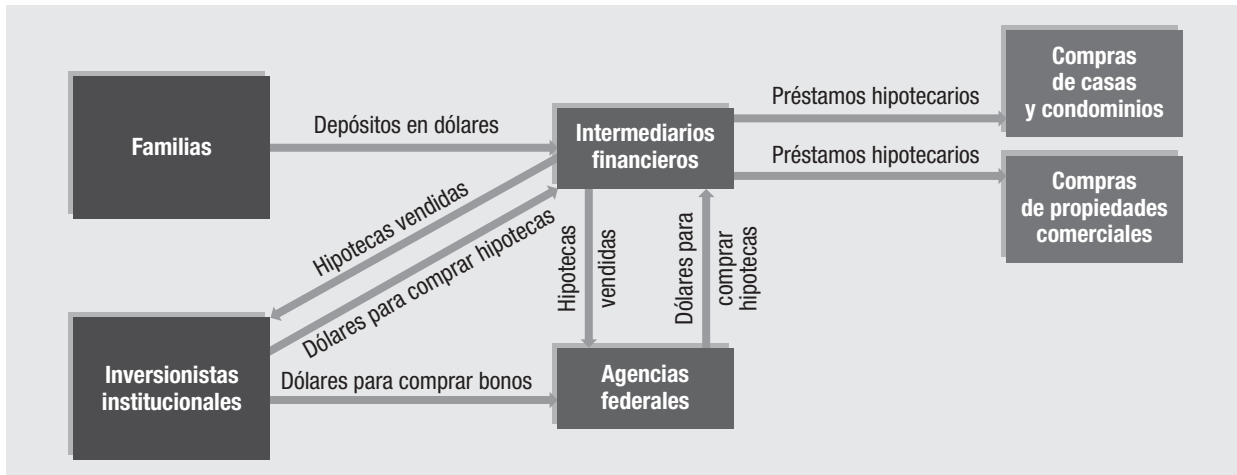 Compras
de casas
y condominios
Préstamos hipotecarios
Depósitos en dólares
Familias
Intermediarios
financieros
Préstamos hipotecarios
Compras
de propiedades
comerciales
Hipotecas vendidas
Dólares para comprar hipotecas
Hipotecas
vendidas
Dólares para
comprar
hipotecas
Inversionistas
institucionales
Dólares para comprar bonos
Agencias
federales